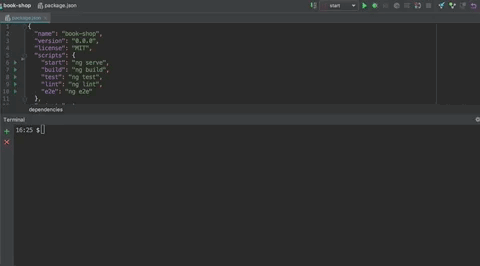 book-shop package.json
start
package.json
1 {
2 "name": "book-shop",
3 "version": "0.0.0",
4 "license": "MIT",
5 "scripts": {
6 "start": "ng serve",
7 "build": "ng build",
8 "test": "ng test",
9 "lint": "ng lint",
10 "e2e": "ng e2e"
11 },
dependencies
Terminal
16:25 $